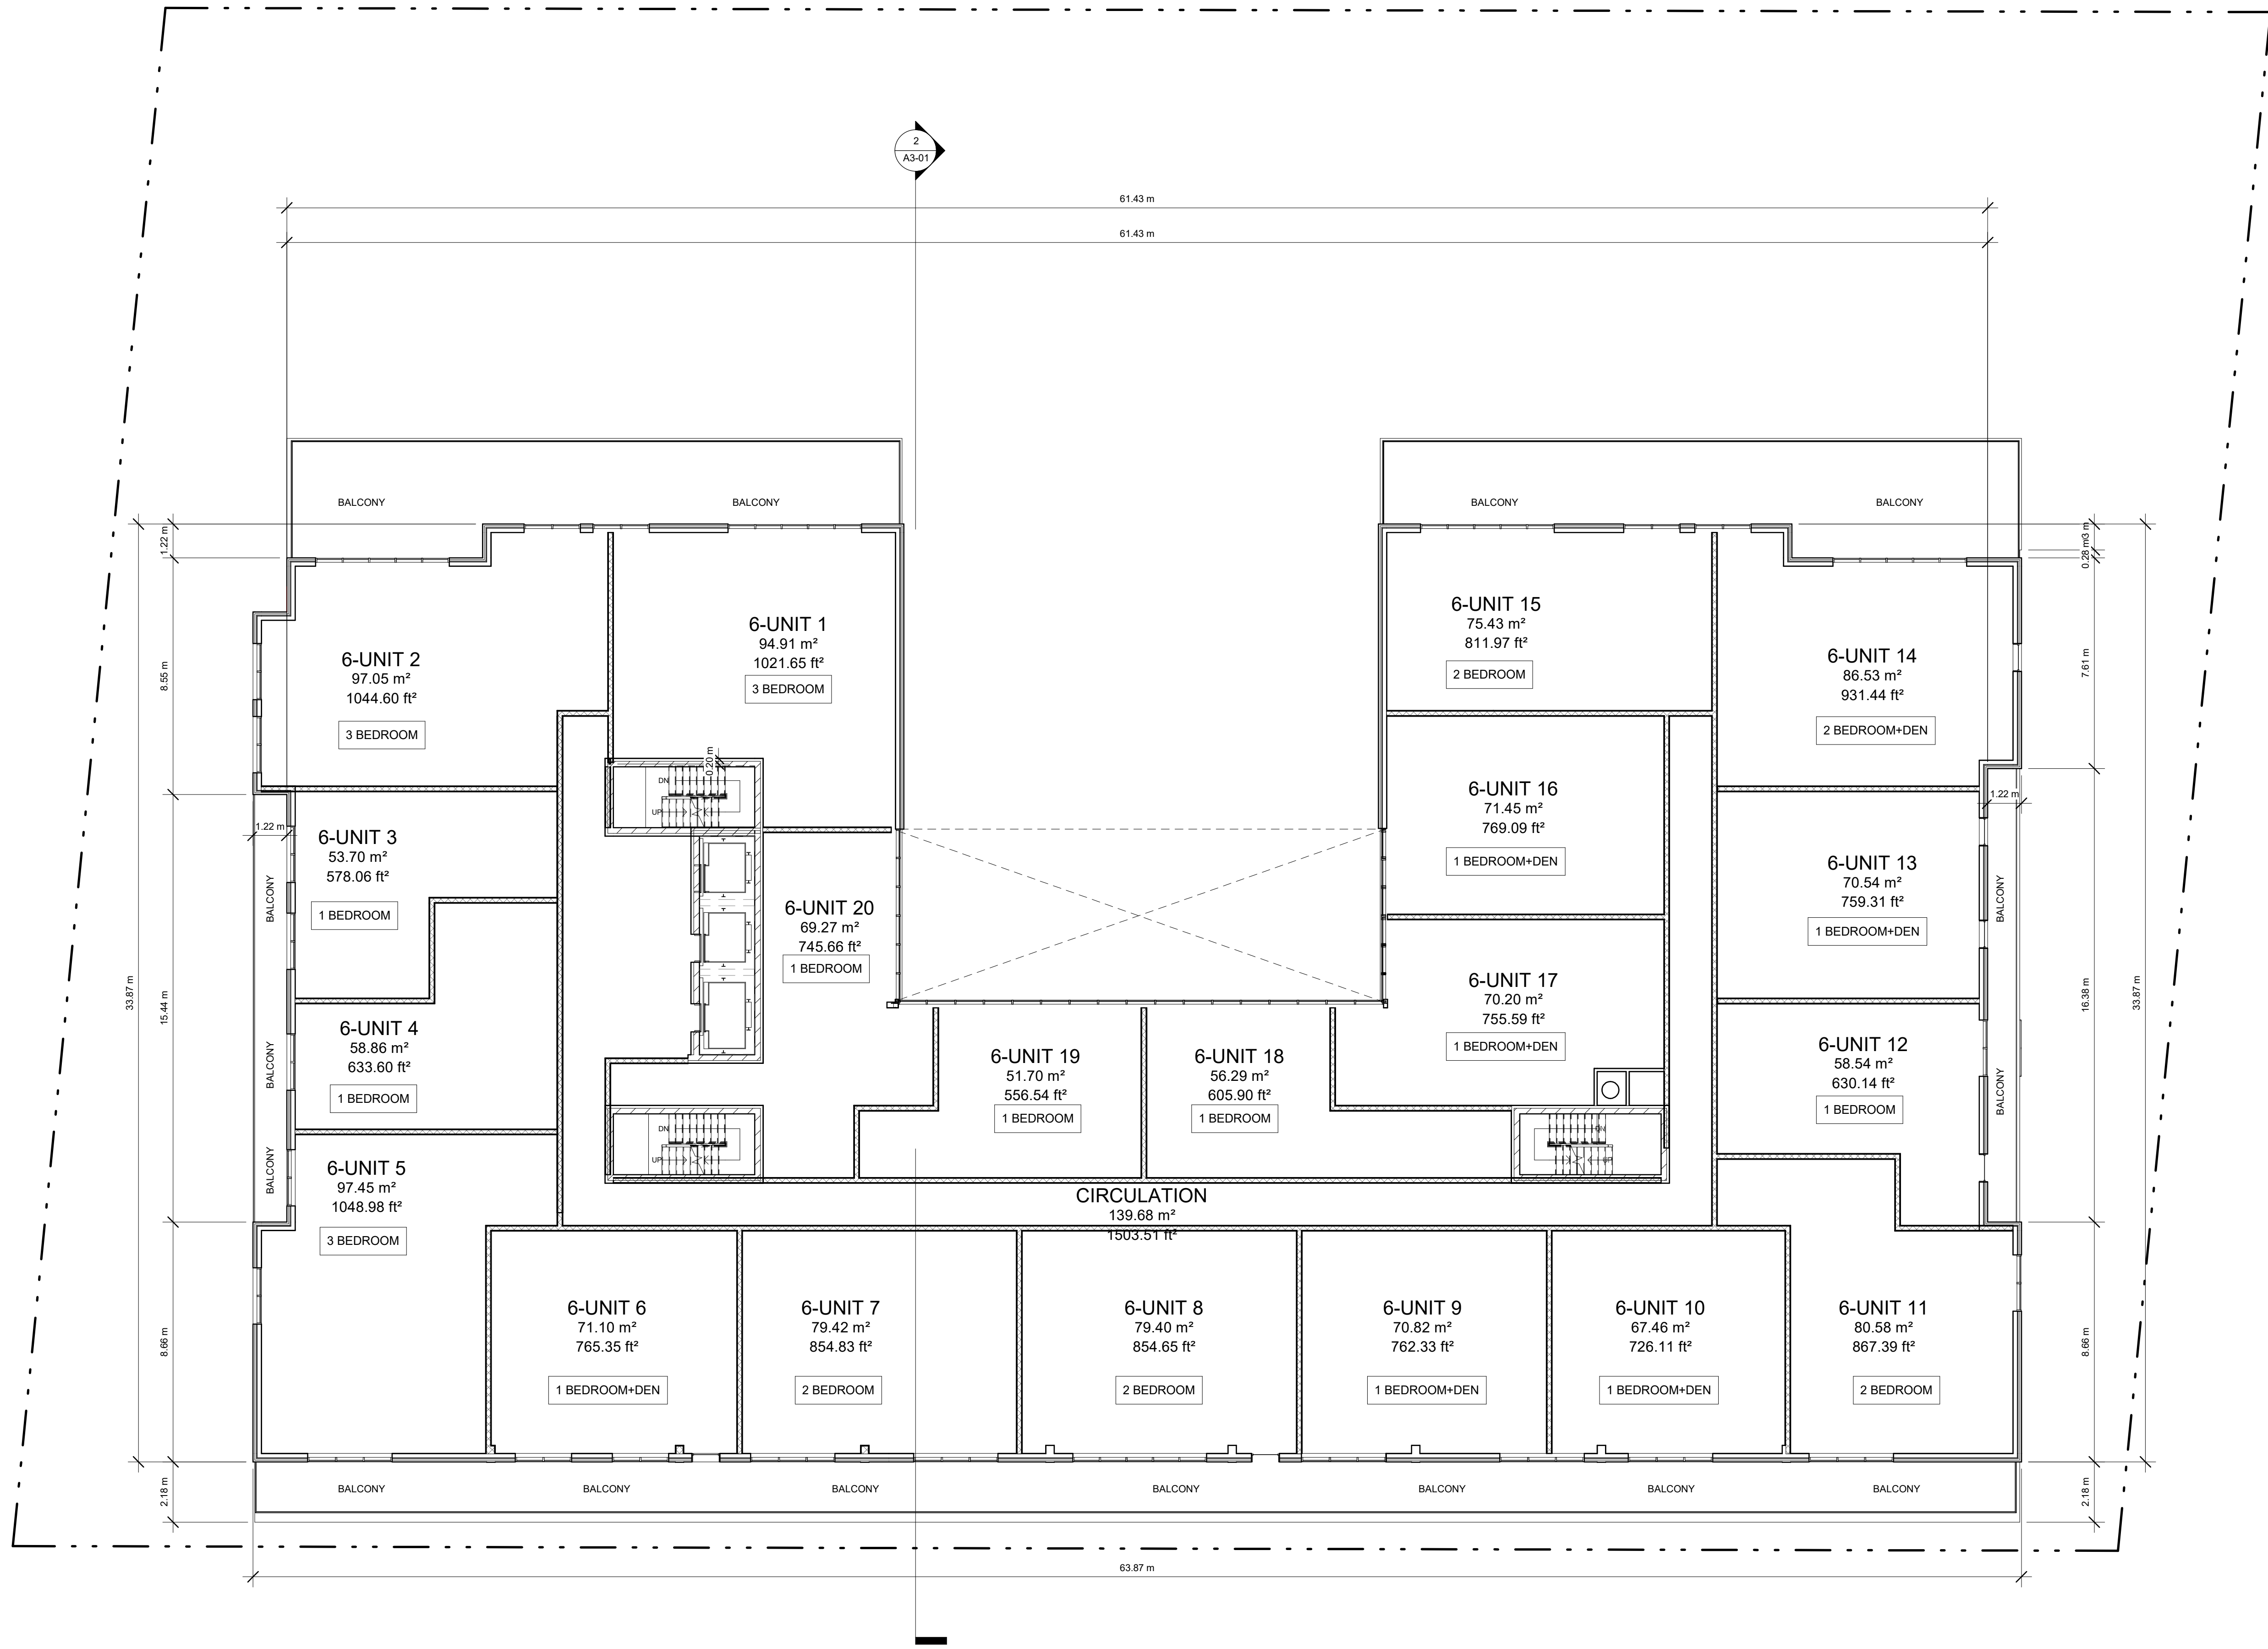 2
A3-01
61.43 m
61.43 m
BALCONY
BALCONY
BALCONY
BALCONY
1.22 m
8.55 m
33.87 m
15.44 m
8.66 m
2.18 m
0.28 m
7.61 m
16.38 m
33.87 m
8.66 m
2.18 m
1.22 m
1.22 m
0.20 m
6-UNIT 1
94.91 m²
1021.65 ft²
3 BEDROOM
6-UNIT 2
97.05 m²
1044.60 ft²
3 BEDROOM
6-UNIT 15
75.43 m²
811.97 ft²
2 BEDROOM
6-UNIT 14
86.53 m²
931.44 ft²
2 BEDROOM+DEN
DN
UP
6-UNIT 3
53.70 m²
578.06 ft²
1 BEDROOM
6-UNIT 16
71.45 m²
769.09 ft²
1 BEDROOM+DEN
6-UNIT 13
70.54 m²
759.31 ft²
1 BEDROOM+DEN
BALCONY
BALCONY
BALCONY
BALCONY
BALCONY
6-UNIT 20
69.27 m²
745.66 ft²
1 BEDROOM
6-UNIT 17
70.20 m²
755.59 ft²
1 BEDROOM+DEN
6-UNIT 4
58.86 m²
633.60 ft²
1 BEDROOM
6-UNIT 19
51.70 m²
556.54 ft²
1 BEDROOM
6-UNIT 18
56.29 m²
605.90 ft²
1 BEDROOM
6-UNIT 12
58.54 m²
630.14 ft²
1 BEDROOM
DN
UP
DN
UP
6-UNIT 5
97.45 m²
1048.98 ft²
3 BEDROOM
CIRCULATION
139.68 m²
1503.51 ft²
6-UNIT 6
71.10 m²
765.35 ft²
1 BEDROOM+DEN
6-UNIT 7
79.42 m²
854.83 ft²
2 BEDROOM
6-UNIT 8
79.40 m²
854.65 ft²
2 BEDROOM
6-UNIT 9
70.82 m²
762.33 ft²
1 BEDROOM+DEN
6-UNIT 10
67.46 m²
726.11 ft²
1 BEDROOM+DEN
6-UNIT 11
80.58 m²
867.39 ft²
2 BEDROOM
BALCONY
BALCONY
BALCONY
BALCONY
BALCONY
BALCONY
BALCONY
63.87 m